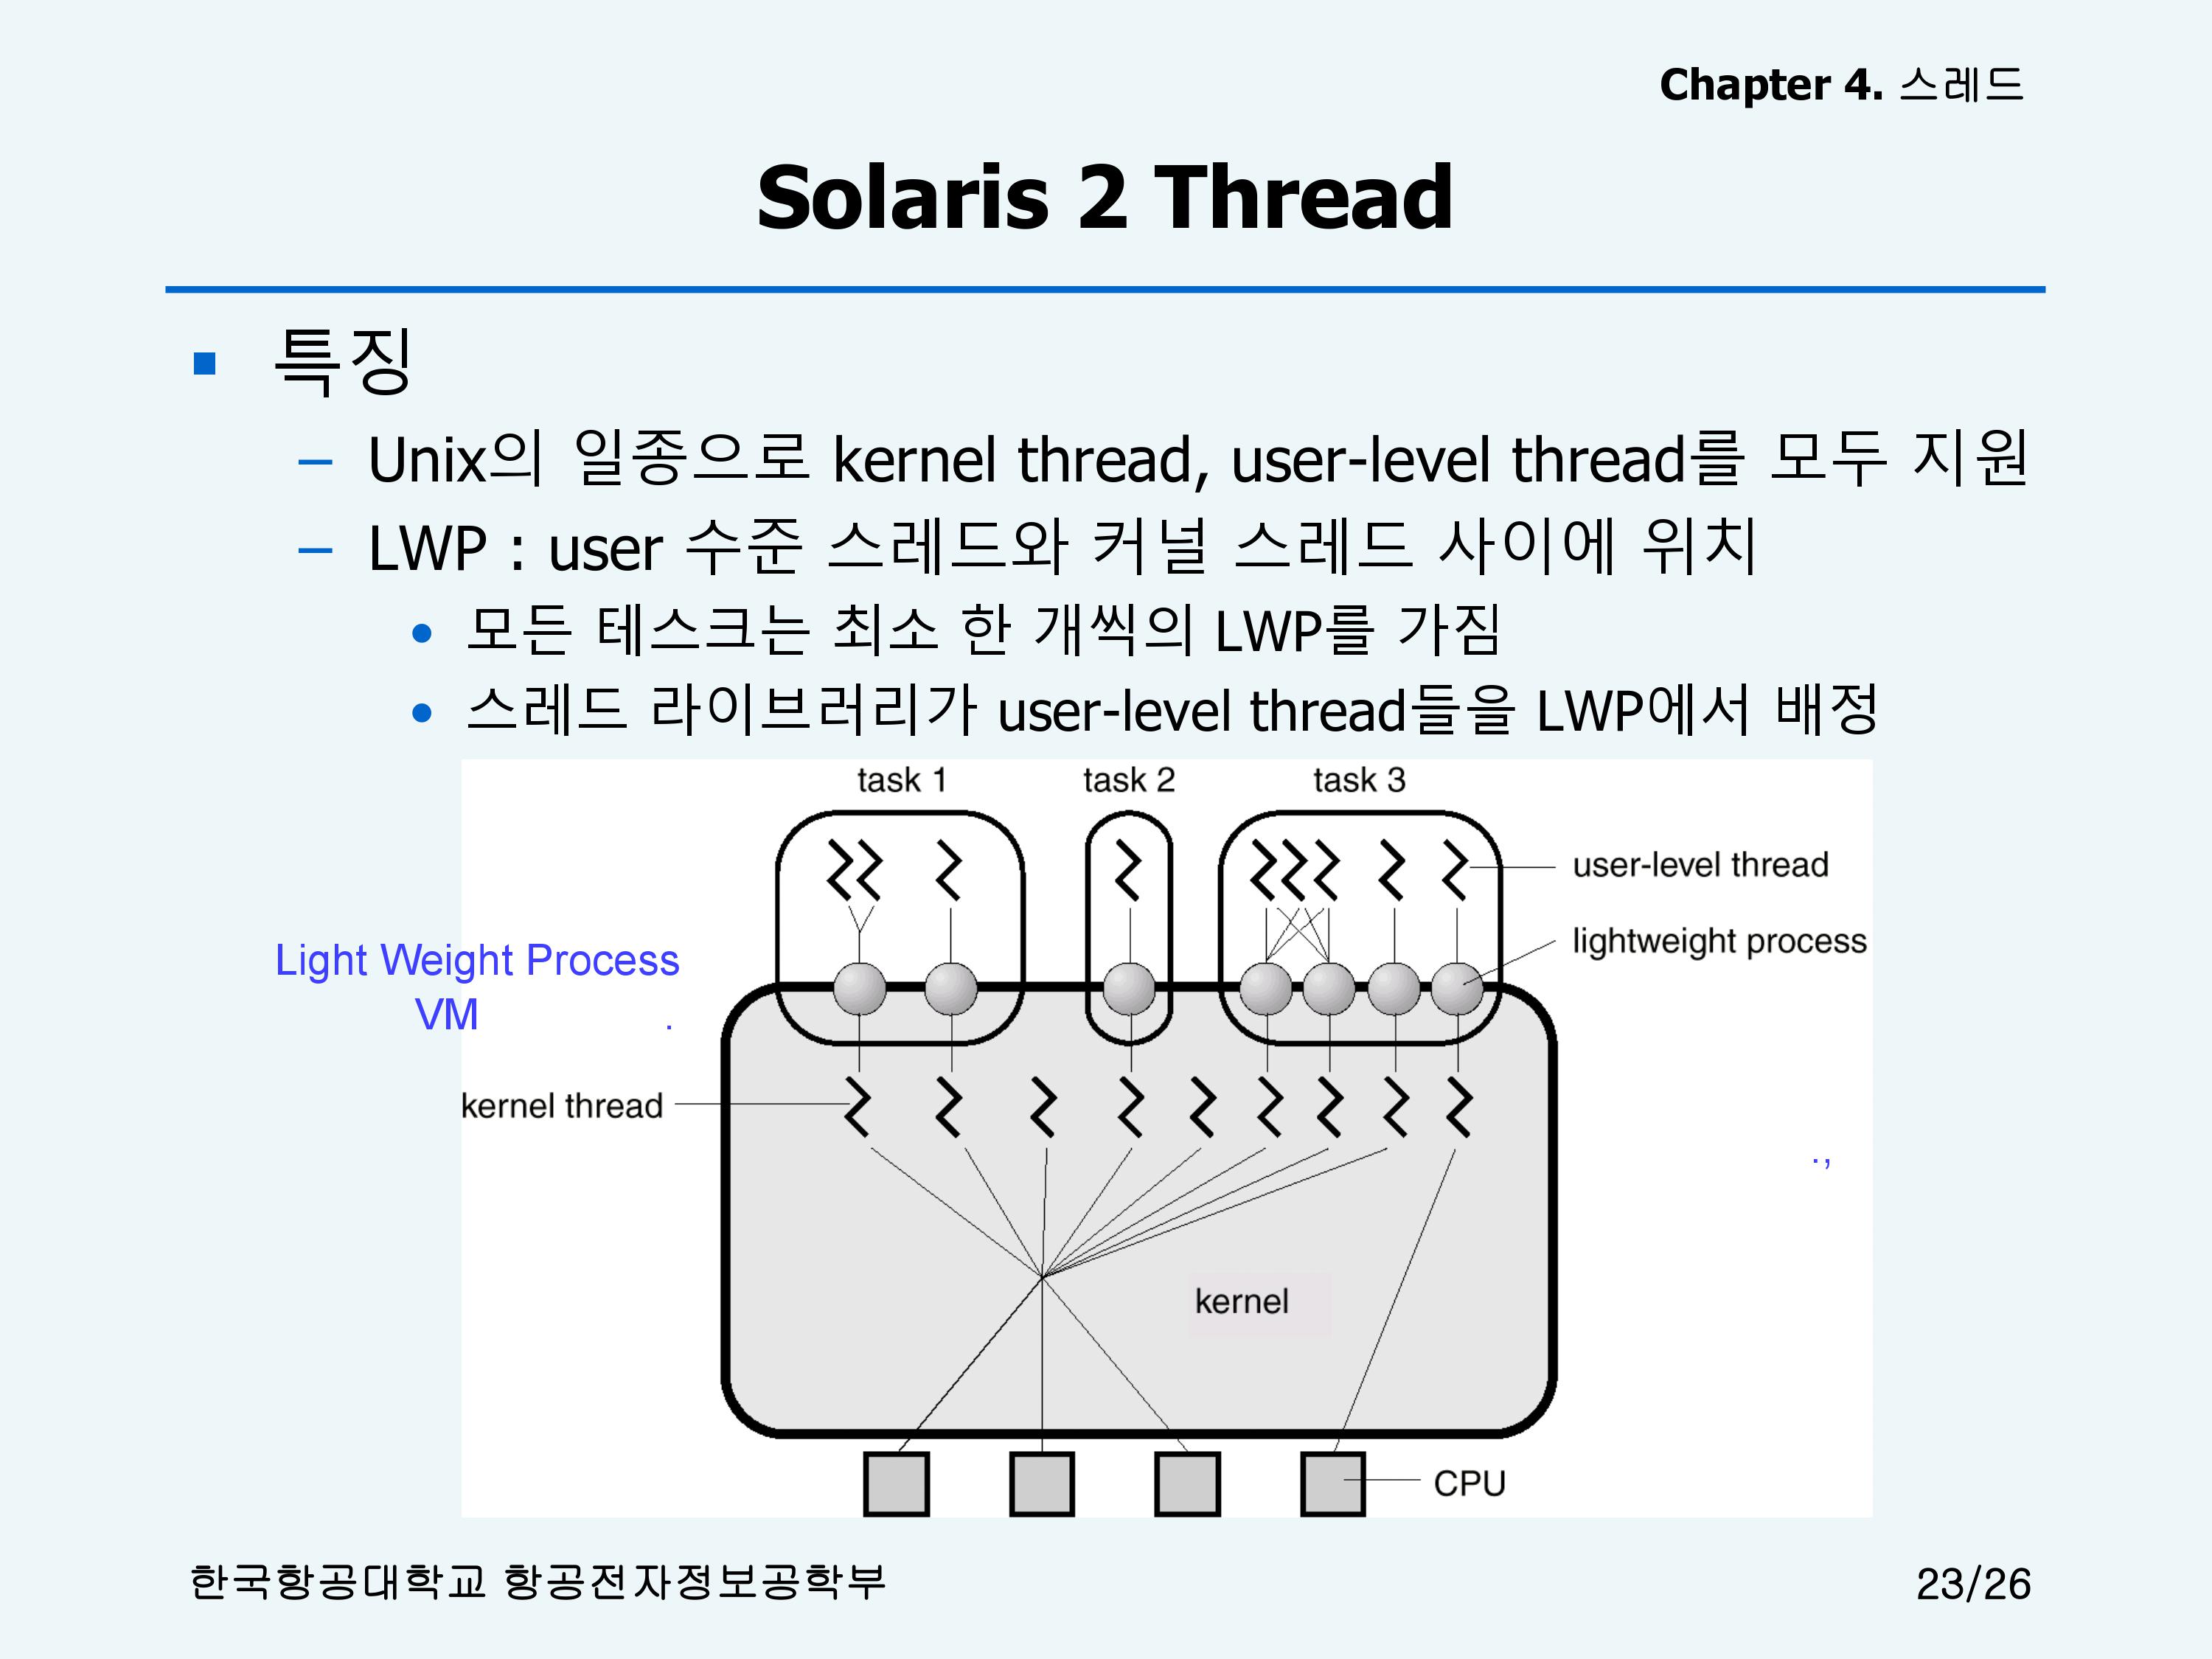 Chapter 4. 스레드
Solaris 2 Thread
▪ 특징
– Unix의 일종으로 kernel thread, user-level thread를 모두 지원
– LWP : user 수준 스레드와 커널 스레드 사이에 위치
• 모든 테스크는 최소 한 개씩의 LWP를 가짐
• 스레드 라이브러리가 user-level thread들을 LWP에서 배정
task 1 task 2 task 3
user-level thread
lightweight process
Light Weight Process
VM .
kernel thread
.,
kernel
CPU
한국항공대학교 항공전자정보공학부 23/26